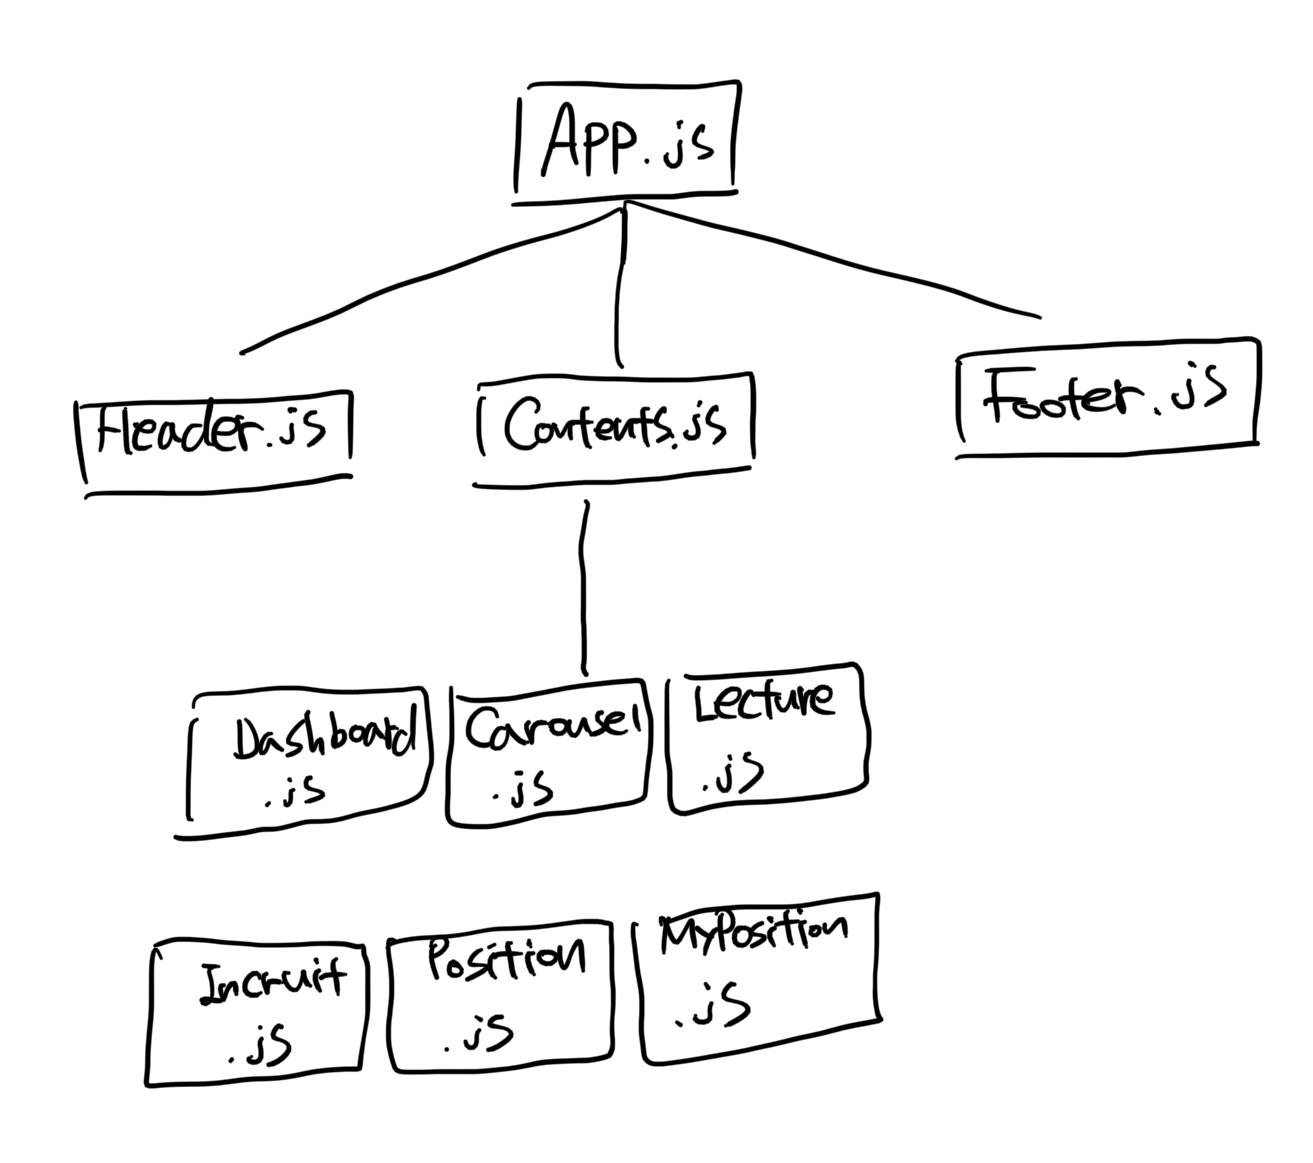 App.js
Header.js
Contents.js
Footer.js
Dashboard
.js
Carousel
.js
Lecture
.js
Incruit
.js
Position
.js
MyPosition
.js